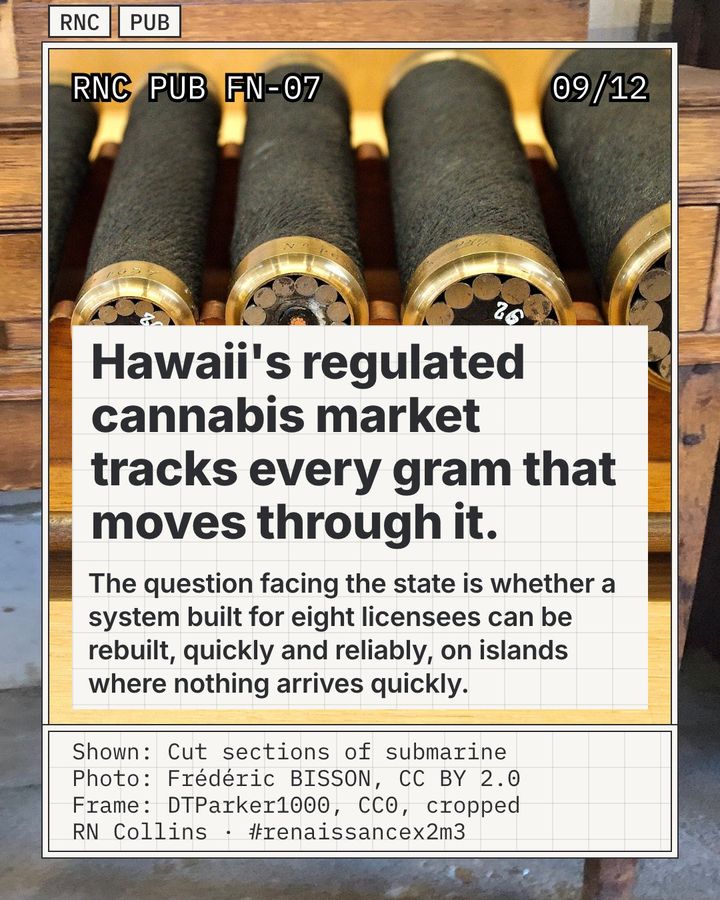 RNC PUB
RNC PUB FN-07 09/12
Hawaii's regulated
cannabis market
tracks every gram that
moves through it.
The question facing the state is whether a
system built for eight licensees can be
rebuilt, quickly and reliably, on islands
where nothing arrives quickly.
Shown: Cut sections of submarine
Photo: Frédéric BISSON, CC BY 2.0
Frame: DTParker1000, CC0, cropped
RN Collins · #renaissancex2m3